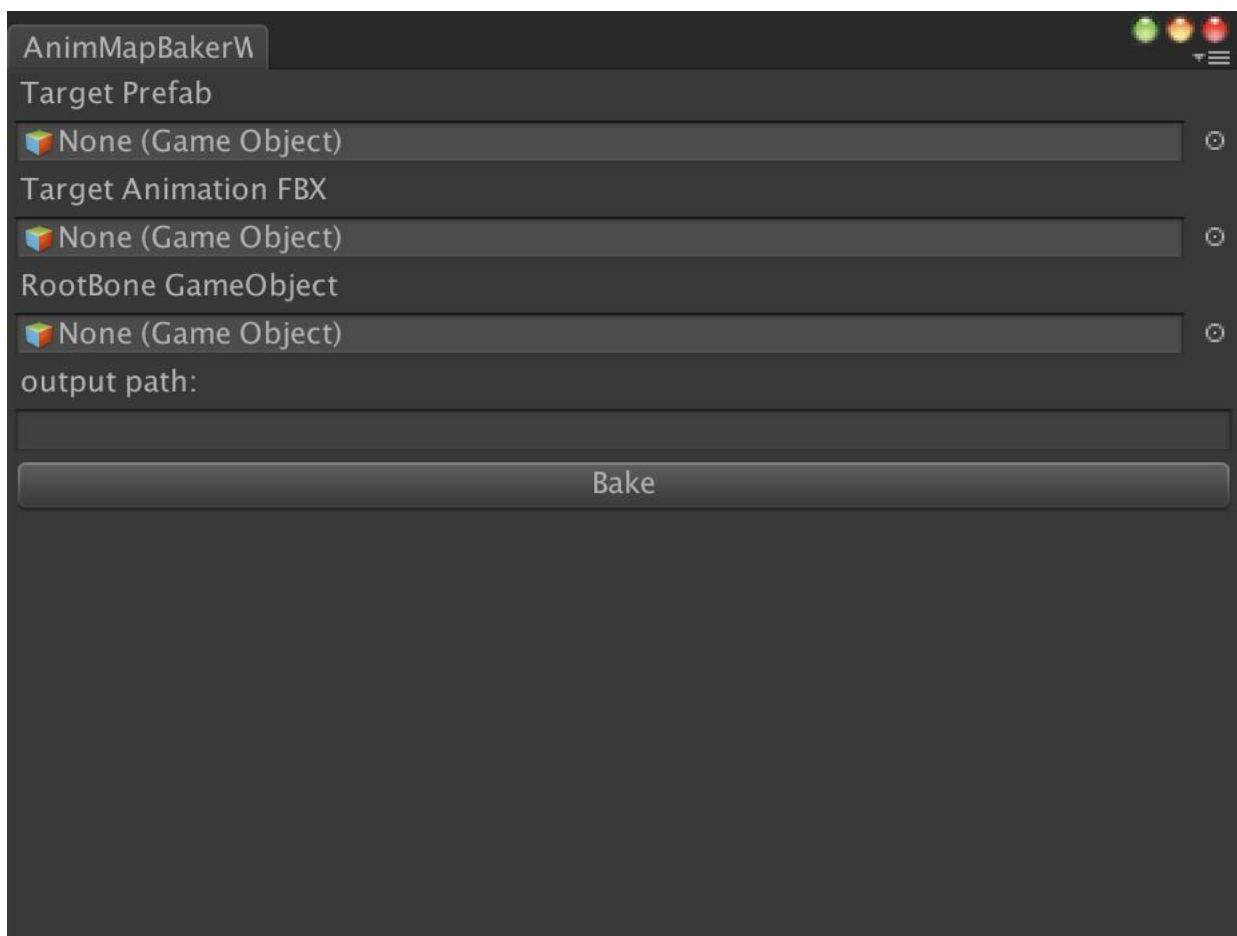 AnimMapBakerW
Target Prefab
None (Game Object)
Target Animation FBX
None (Game Object)
RootBone GameObject
None (Game Object)
output path:
Bake